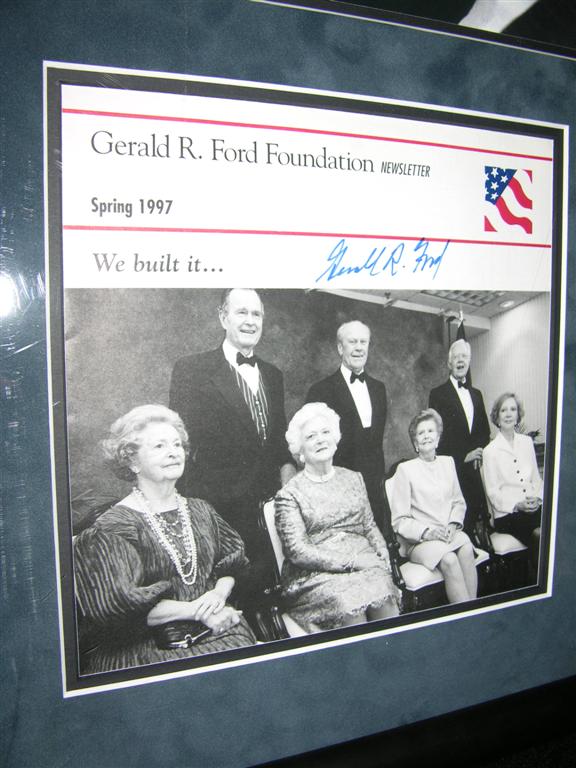 Gerald R. Ford Foundation NEWSLETTER
Spring 1997
We built it...
Gerald R. Ford